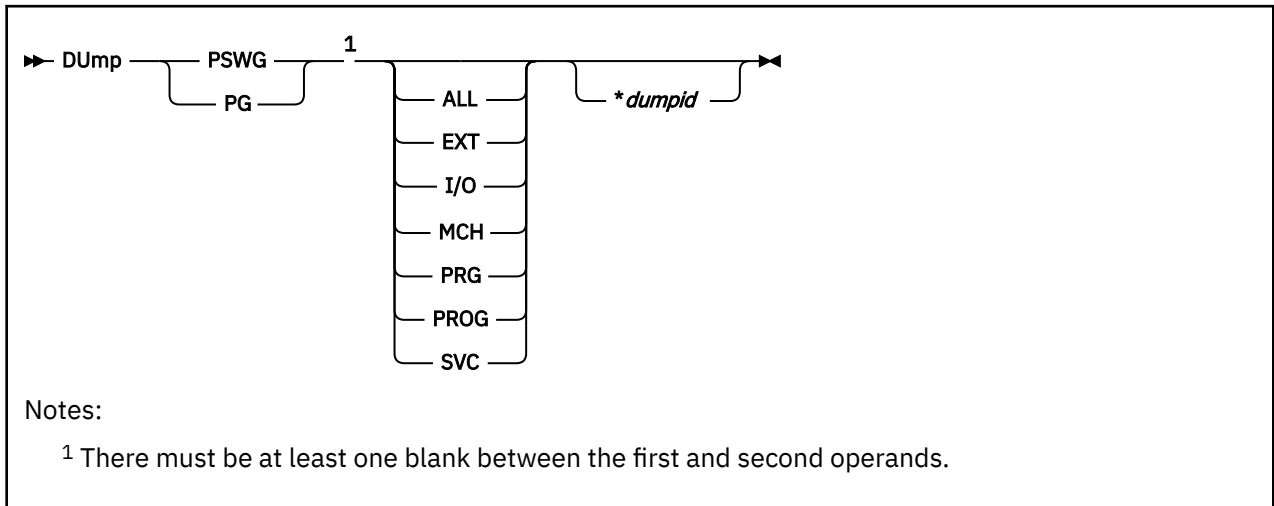 1
DUmp PSWG
PG
ALL
*dumpid
EXT
I/O
MCH
PRG
PROG
SVC
Notes:
1 There must be at least one blank between the first and second operands.